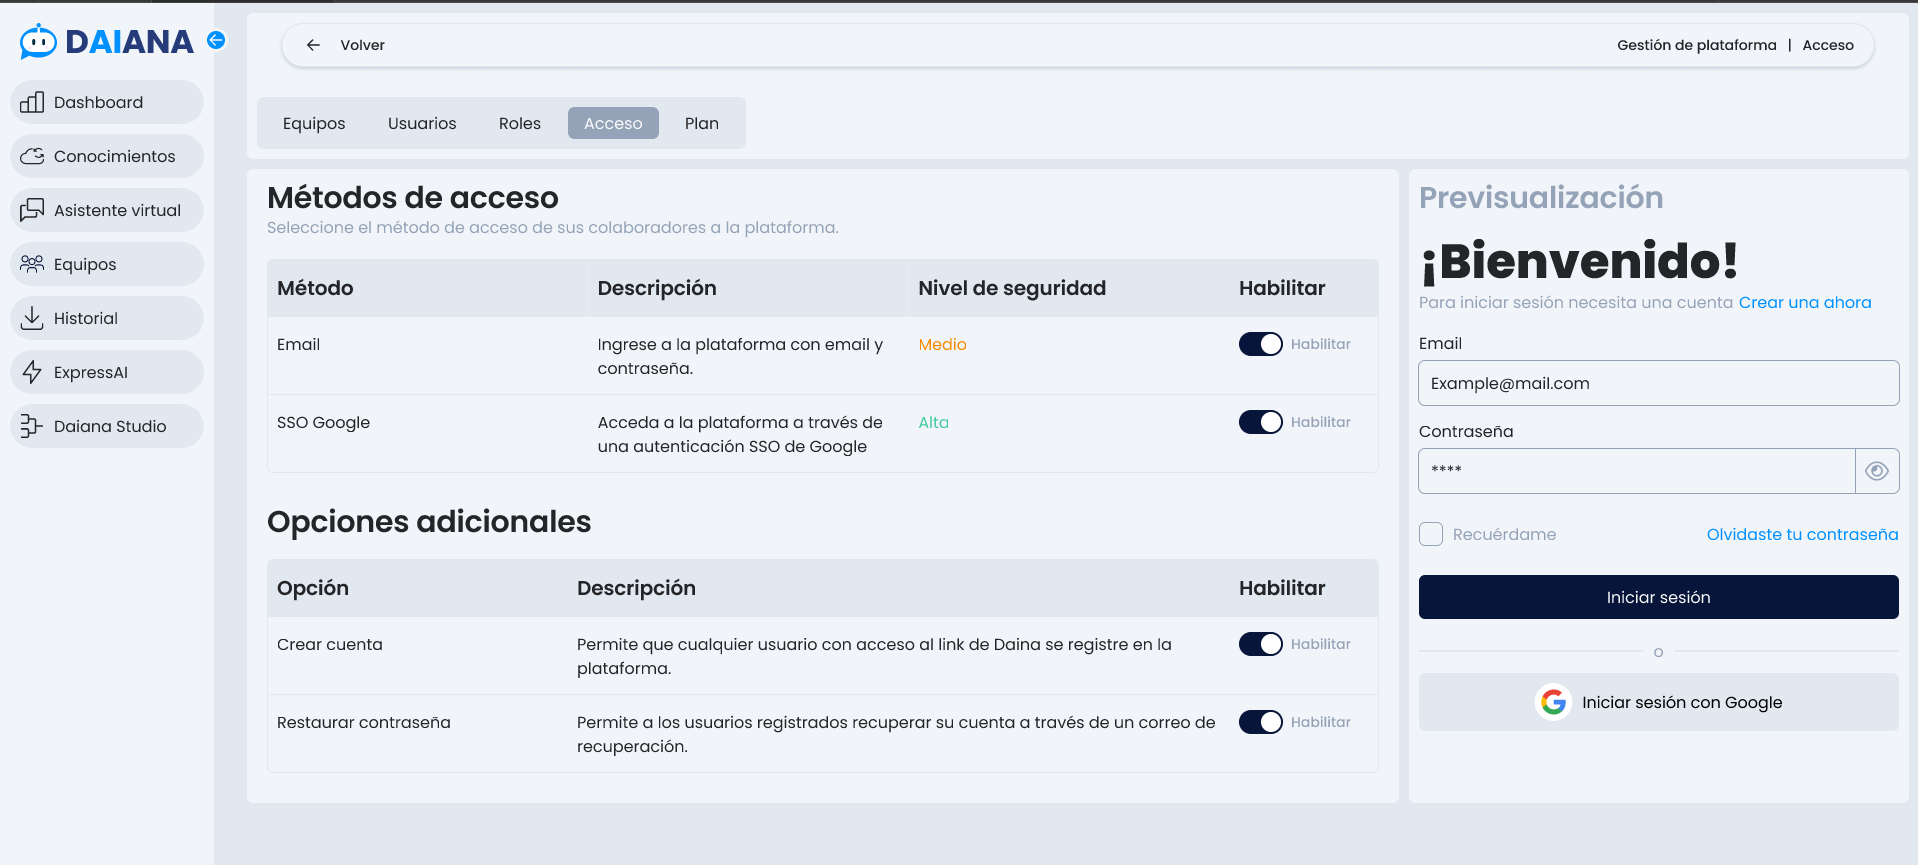 DAIANA
Dashboard
Conocimientos
Asistente virtual
Equipos
Historial
ExpressAI
Daiana Studio
Volver
Gestión de plataforma | Acceso
Equipos Usuarios Roles Acceso Plan
Métodos de acceso
Seleccione el método de acceso de sus colaboradores a la plataforma.
Método Descripción Nivel de seguridad Habilitar
Email Ingrese a la plataforma con email y Medio Habilitar
contraseña.
SSO Google Acceda a la plataforma a través de Alta Habilitar
una autenticación SSO de Google
Opciones adicionales
Opción Descripción Habilitar
Crear cuenta Permite que cualquier usuario con acceso al link de Daina se registre en la Habilitar
plataforma.
Restaurar contraseña Permite a los usuarios registrados recuperar su cuenta a través de un correo de Habilitar
recuperación.
Previsualización
¡Bienvenido!
Para iniciar sesión necesita una cuenta Crear una ahora
Email
Example@mail.com
Contraseña
****
Recuérdame Olvidaste tu contraseña
Iniciar sesión
o
Iniciar sesión con Google